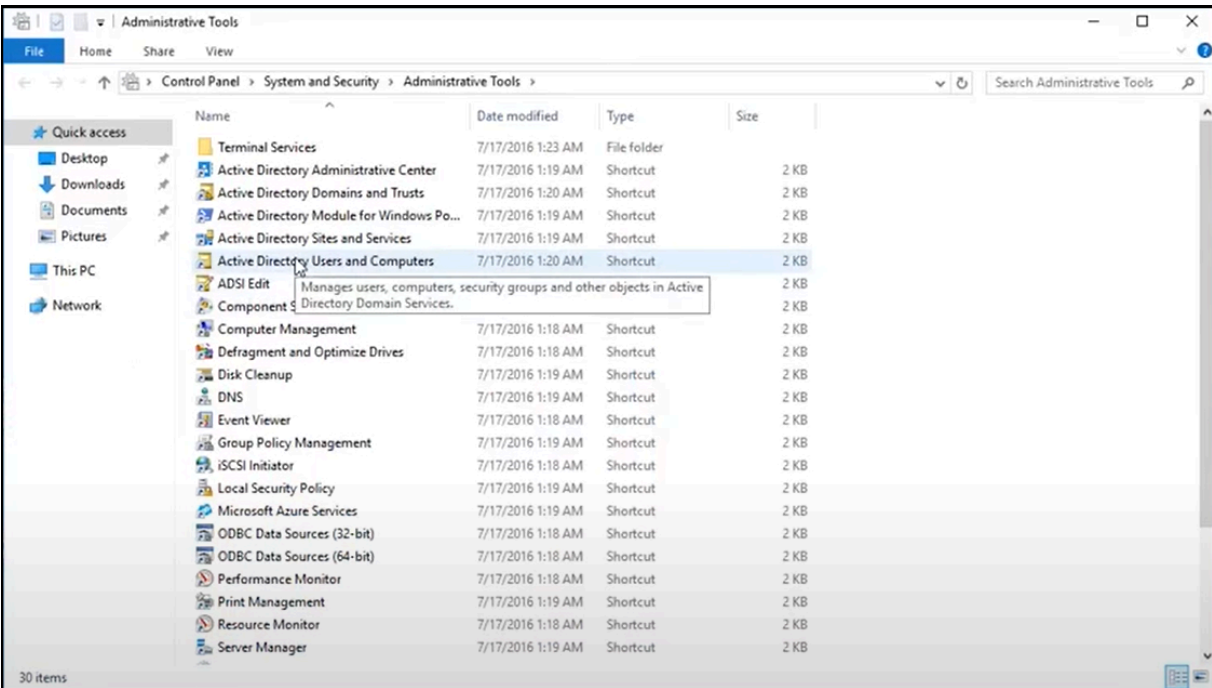 Administrative Tools
File Home Share View
Control Panel > System and Security > Administrative Tools >
Search Administrative Tools
Name Date modified Type Size
Quick access
Desktop
Downloads
Documents
Pictures
This PC
Network
Terminal Services 7/17/2016 1:23 AM File folder
Active Directory Administrative Center 7/17/2016 1:19 AM Shortcut 2 KB
Active Directory Domains and Trusts 7/17/2016 1:20 AM Shortcut 2 KB
Active Directory Module for Windows Po... 7/17/2016 1:19 AM Shortcut 2 KB
Active Directory Sites and Services 7/17/2016 1:19 AM Shortcut 2 KB
Active Directory Users and Computers 7/17/2016 1:20 AM Shortcut 2 KB
ADSI Edit 2 KB
Manages users, computers, security groups and other objects in Active
Directory Domain Services.
Component S 2 KB
Computer Management 7/17/2016 1:18 AM Shortcut 2 KB
Defragment and Optimize Drives 7/17/2016 1:18 AM Shortcut 2 KB
Disk Cleanup 7/17/2016 1:19 AM Shortcut 2 KB
DNS 7/17/2016 1:19 AM Shortcut 2 KB
Event Viewer 7/17/2016 1:18 AM Shortcut 2 KB
Group Policy Management 7/17/2016 1:19 AM Shortcut 2 KB
iSCSI Initiator 7/17/2016 1:18 AM Shortcut 2 KB
Local Security Policy 7/17/2016 1:19 AM Shortcut 2 KB
Microsoft Azure Services 7/17/2016 1:19 AM Shortcut 2 KB
ODBC Data Sources (32-bit) 7/17/2016 1:18 AM Shortcut 2 KB
ODBC Data Sources (64-bit) 7/17/2016 1:18 AM Shortcut 2 KB
Performance Monitor 7/17/2016 1:18 AM Shortcut 2 KB
Print Management 7/17/2016 1:19 AM Shortcut 2 KB
Resource Monitor 7/17/2016 1:18 AM Shortcut 2 KB
Server Manager 7/17/2016 1:19 AM Shortcut 2 KB
30 items